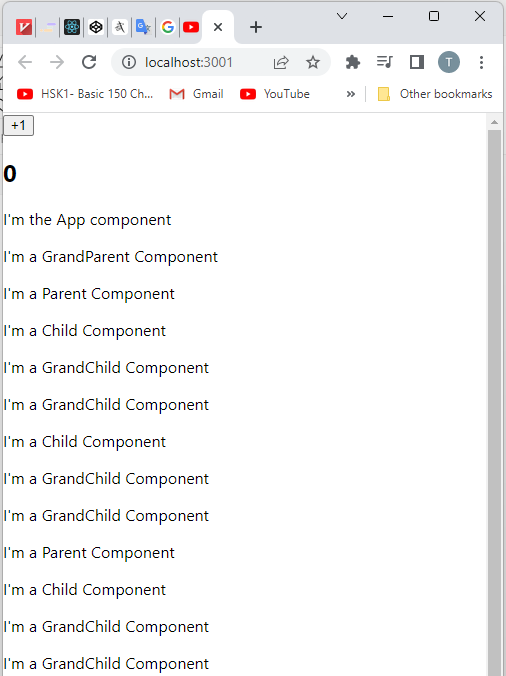 localhost:3001
T
HSK1- Basic 150 Ch... Gmail YouTube » Other bookmarks
+1
0
I'm the App component
I'm a GrandParent Component
I'm a Parent Component
I'm a Child Component
I'm a GrandChild Component
I'm a GrandChild Component
I'm a Child Component
I'm a GrandChild Component
I'm a GrandChild Component
I'm a Parent Component
I'm a Child Component
I'm a GrandChild Component
I'm a GrandChild Component